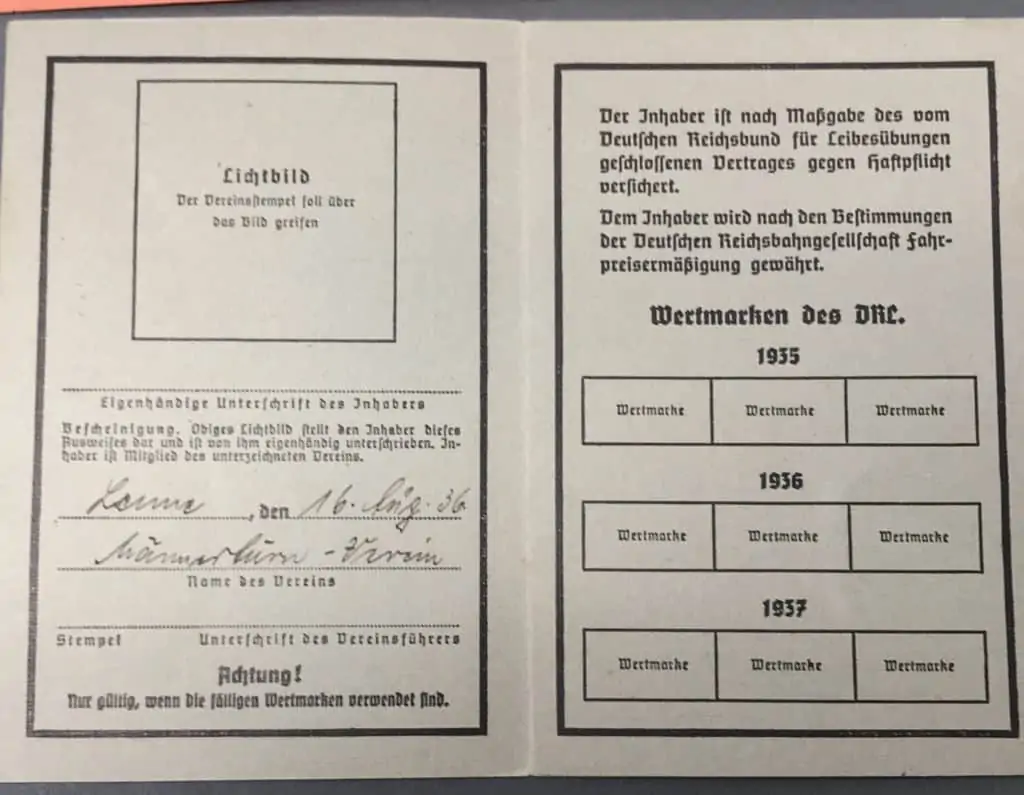 Lichtbild
Der Vereinsstempel soll über
das Bild greifen
Eigenhändige Unterschrift des Inhabers
Bescheinigung. Obiges Lichtbild stellt den Inhaber dieses
Ausweises dar und ist von ihm eigenhändig unterschrieben. In-
haber ist Mitglied des unterzeichneten Vereins.
, den 16. Aug. 36
Männerturn-Verein
Name des Vereins
Stempel Unterschrift des Vereinsführers
Achtung!
Nur gültig, wenn die fälligen Wertmarken verwendet sind.
Der Inhaber ist nach Maßgabe des vom
Deutschen Reichsbund für Leibesübungen
geschlossenen Vertrages gegen Haftpflicht
versichert.
Dem Inhaber wird nach den Bestimmungen
der Deutschen Reichsbahngesellschaft Fahr-
preisermäßigung gewährt.
Wertmarken des DRL.
1935
Wertmarke Wertmarke Wertmarke
1936
Wertmarke Wertmarke Wertmarke
1937
Wertmarke Wertmarke Wertmarke